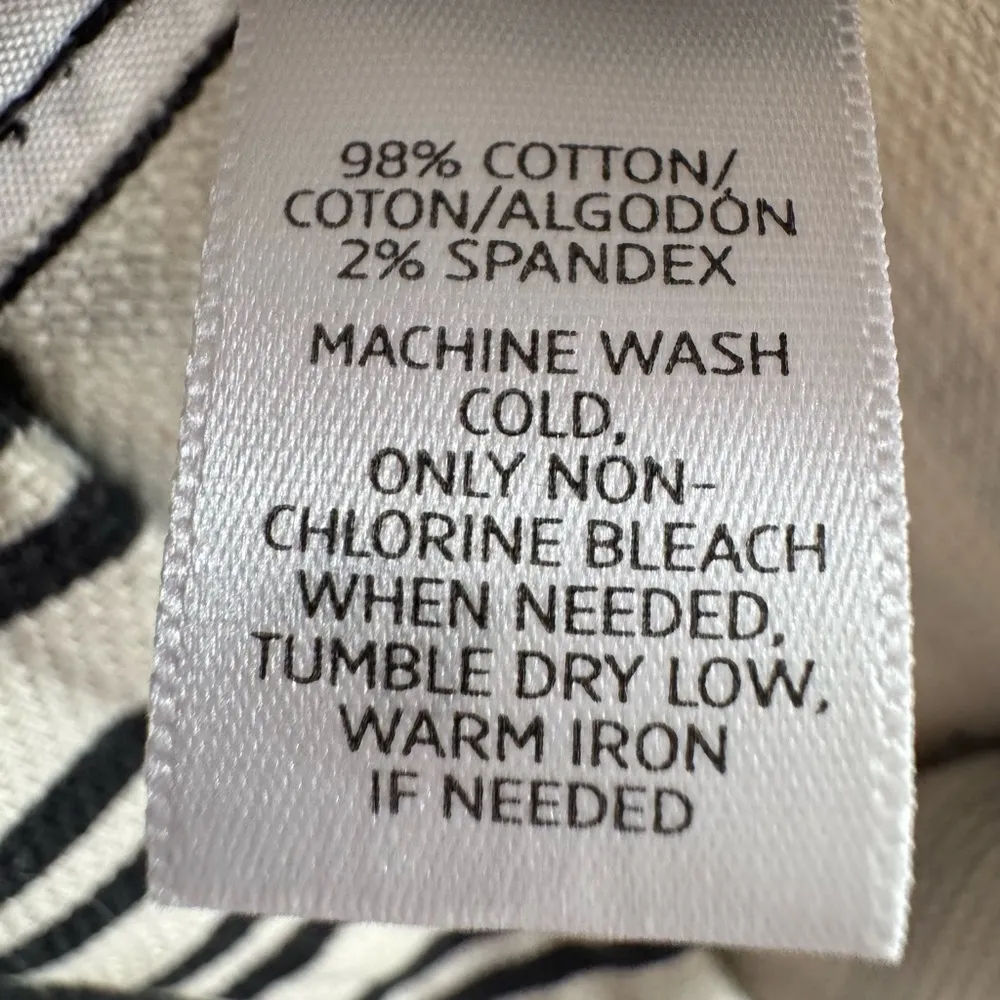 98% COTTON/
COTON/ALGODÓN
2% SPANDEX
MACHINE WASH
COLD,
ONLY NON-
CHLORINE BLEACH
WHEN NEEDED,
TUMBLE DRY LOW,
WARM IRON
IF NEEDED